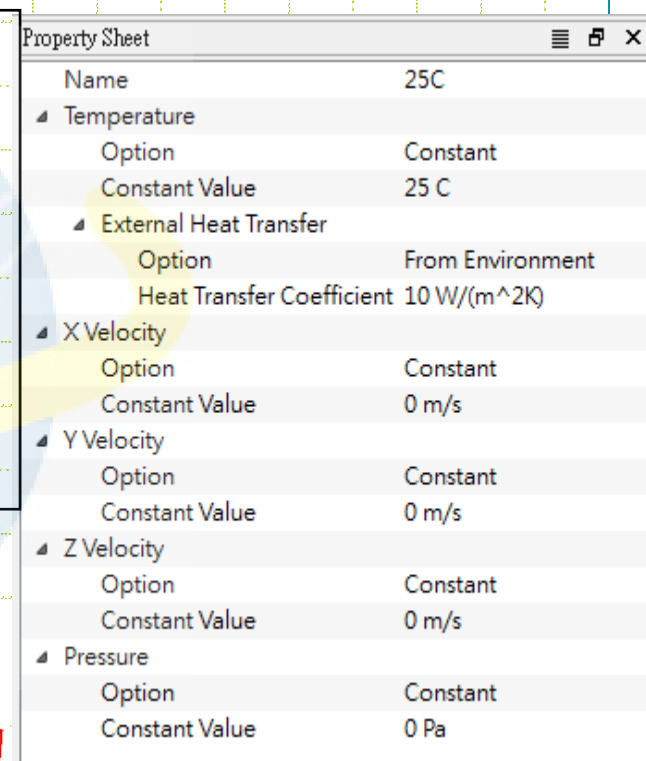 Property Sheet
Name 25C
Temperature
Option Constant
Constant Value 25 C
External Heat Transfer
Option From Environment
Heat Transfer Coefficient 10 W/(m^2K)
X Velocity
Option Constant
Constant Value 0 m/s
Y Velocity
Option Constant
Constant Value 0 m/s
Z Velocity
Option Constant
Constant Value 0 m/s
Pressure
Option Constant
Constant Value 0 Pa